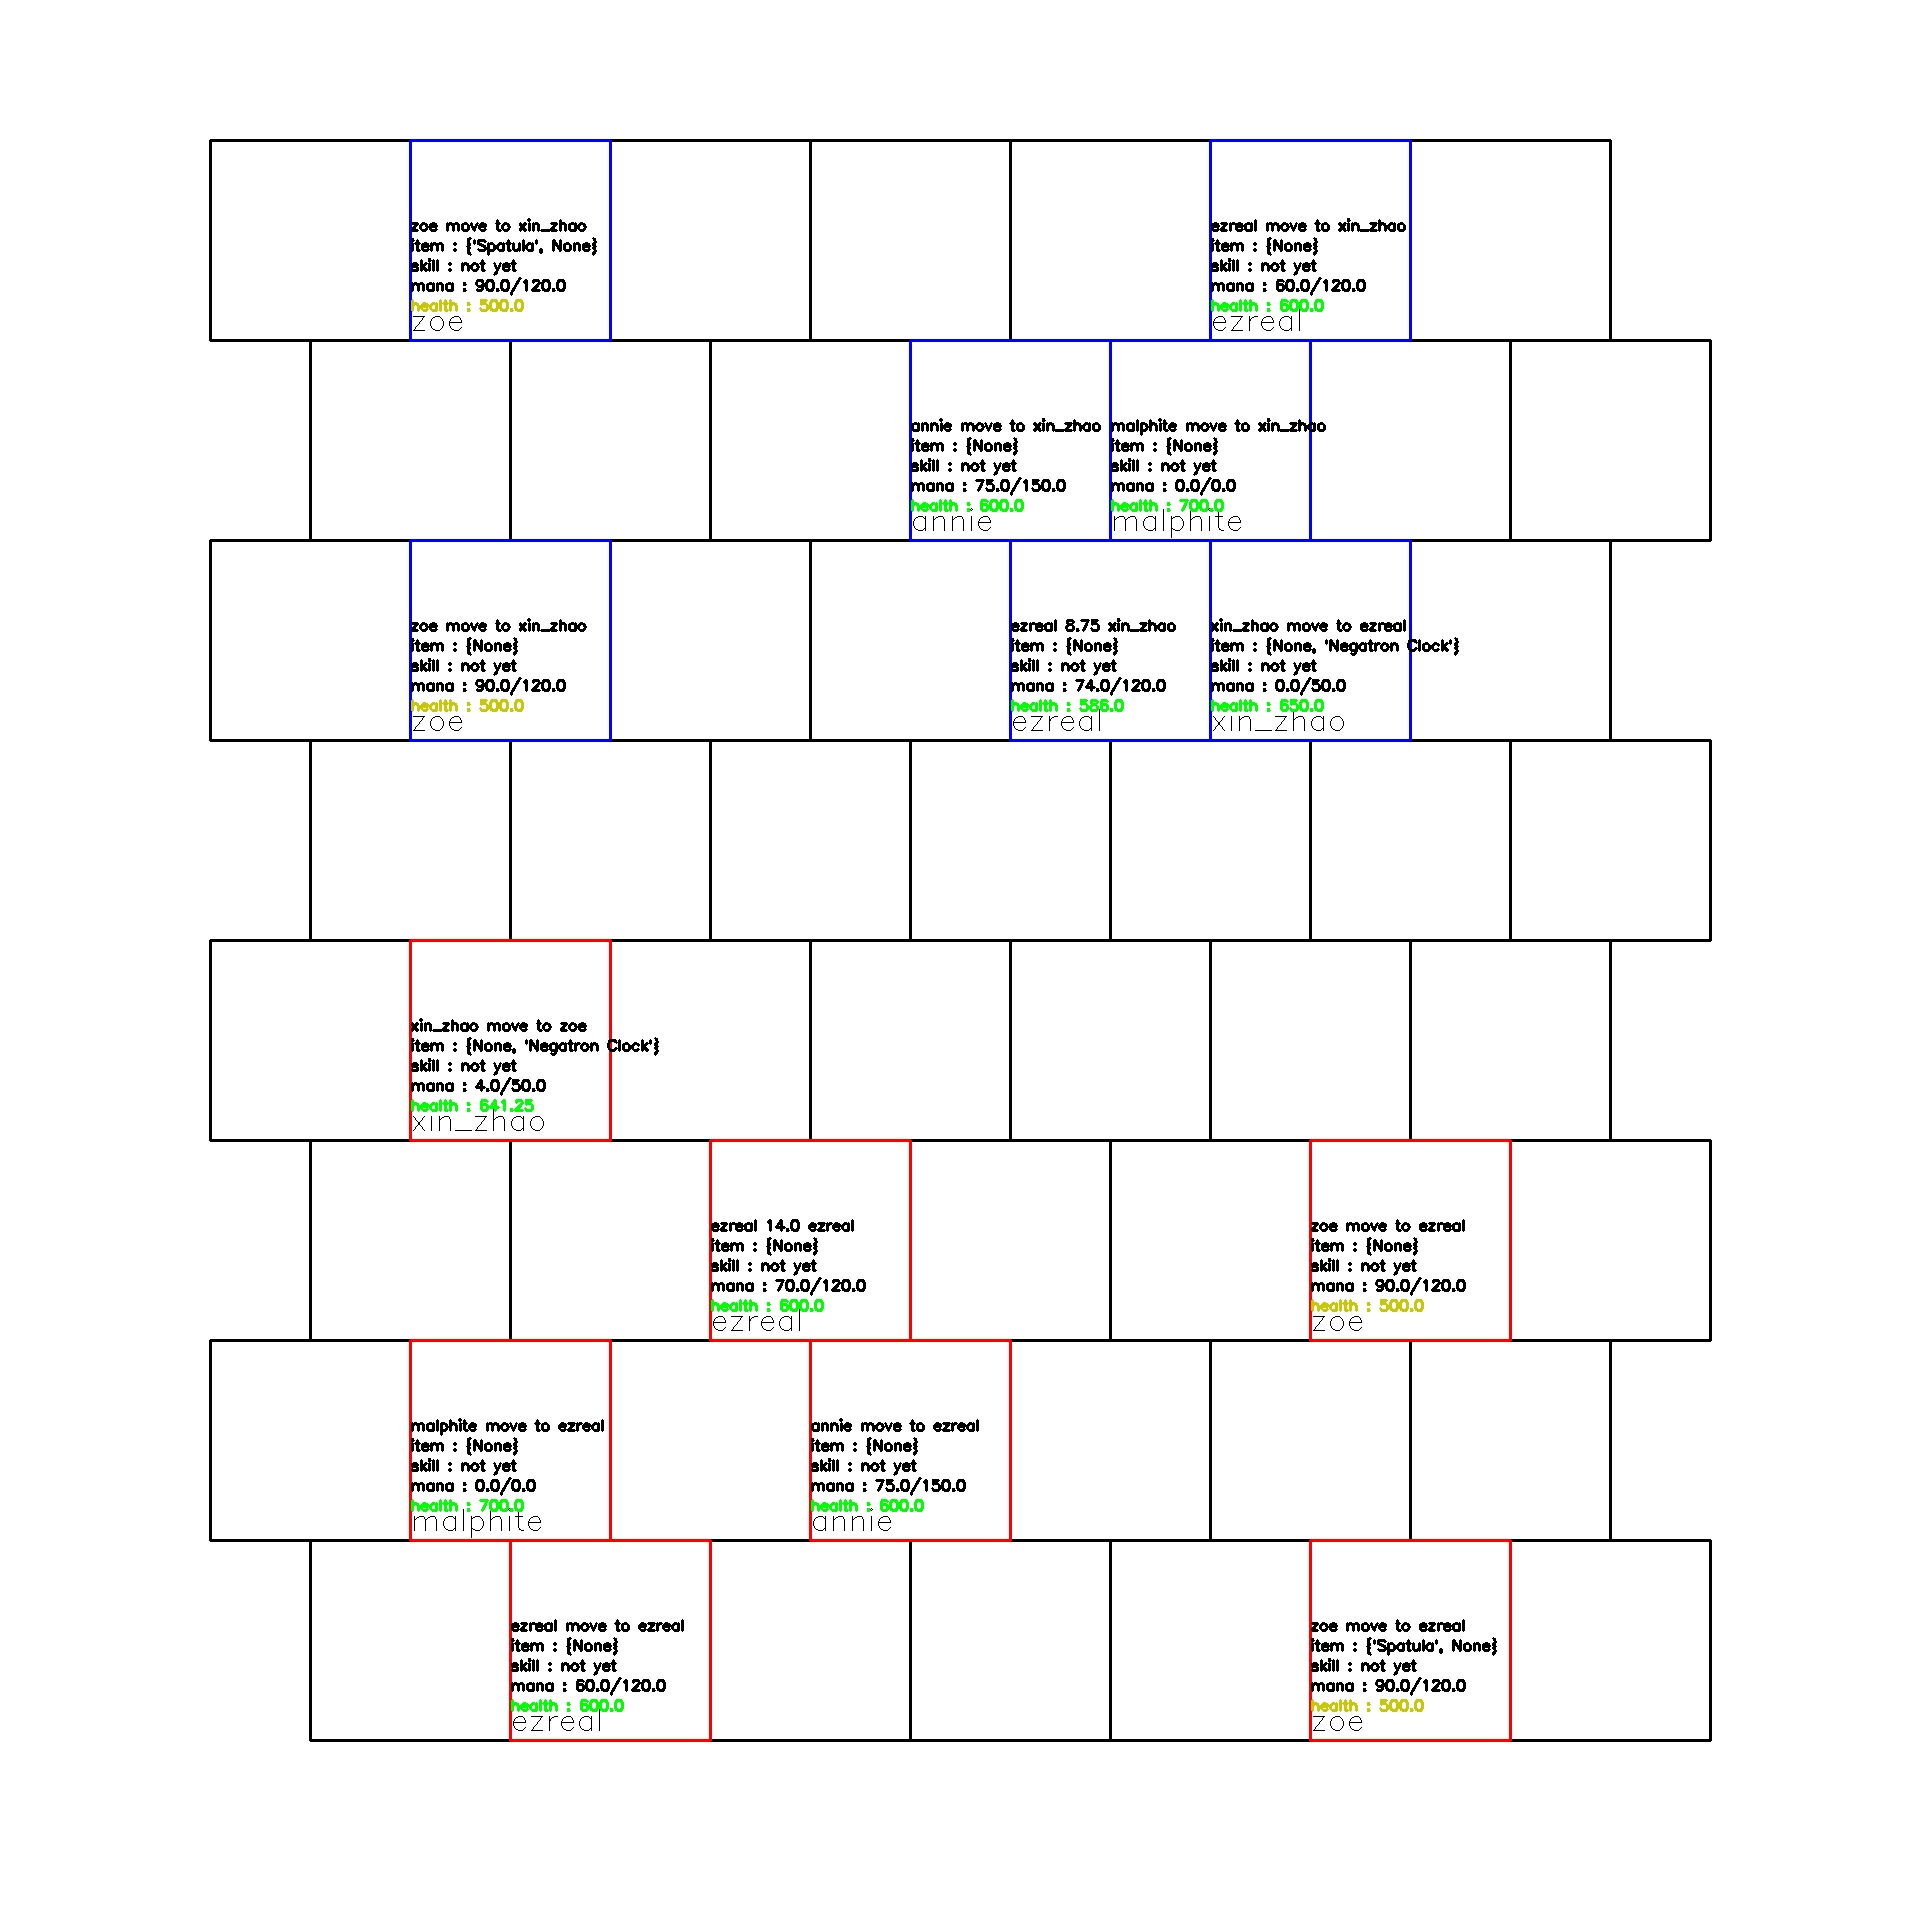 zoe move to xin_zhao
item : {'Spatula', None}
skill : not yet
mana : 90.0/120.0
health : 500.0
zoe
ezreal move to xin_zhao
item : {None}
skill : not yet
mana : 60.0/120.0
health : 600.0
ezreal
annie move to xin_zhao
item : {None}
skill : not yet
mana : 75.0/150.0
health : 600.0
annie
malphite move to xin_zhao
item : {None}
skill : not yet
mana : 0.0/0.0
health : 700.0
malphite
zoe move to xin_zhao
item : {None}
skill : not yet
mana : 90.0/120.0
health : 500.0
zoe
ezreal 8.75 xin_zhao
item : {None}
skill : not yet
mana : 74.0/120.0
health : 586.0
ezreal
xin_zhao move to ezreal
item : {None, 'Negatron Clock'}
skill : not yet
mana : 0.0/50.0
health : 650.0
xin_zhao
xin_zhao move to zoe
item : {None, 'Negatron Clock'}
skill : not yet
mana : 4.0/50.0
health : 641.25
xin_zhao
ezreal 14.0 ezreal
item : {None}
skill : not yet
mana : 70.0/120.0
health : 600.0
ezreal
zoe move to ezreal
item : {None}
skill : not yet
mana : 90.0/120.0
health : 500.0
zoe
malphite move to ezreal
item : {None}
skill : not yet
mana : 0.0/0.0
health : 700.0
malphite
annie move to ezreal
item : {None}
skill : not yet
mana : 75.0/150.0
health : 600.0
annie
ezreal move to ezreal
item : {None}
skill : not yet
mana : 60.0/120.0
health : 600.0
ezreal
zoe move to ezreal
item : {'Spatula', None}
skill : not yet
mana : 90.0/120.0
health : 500.0
zoe